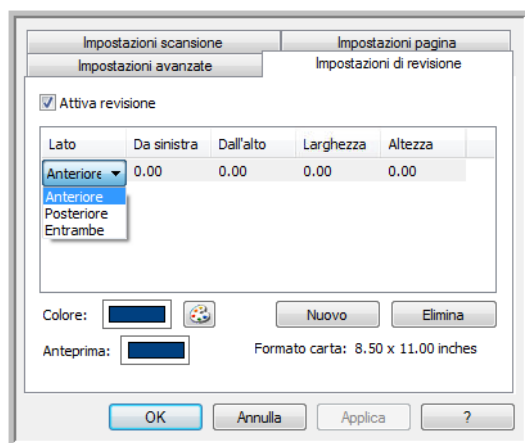 Impostazioni scansione Impostazioni pagina
Impostazioni avanzate Impostazioni di revisione
Attiva revisione
Lato Da sinistra Dall'alto Larghezza Altezza
Anteriore 0.00 0.00 0.00 0.00
Anteriore
Posteriore
Entrambe
Colore: Nuovo Elimina
Anteprima: Formato carta: 8.50 x 11.00 inches
OK Annulla Applica ?